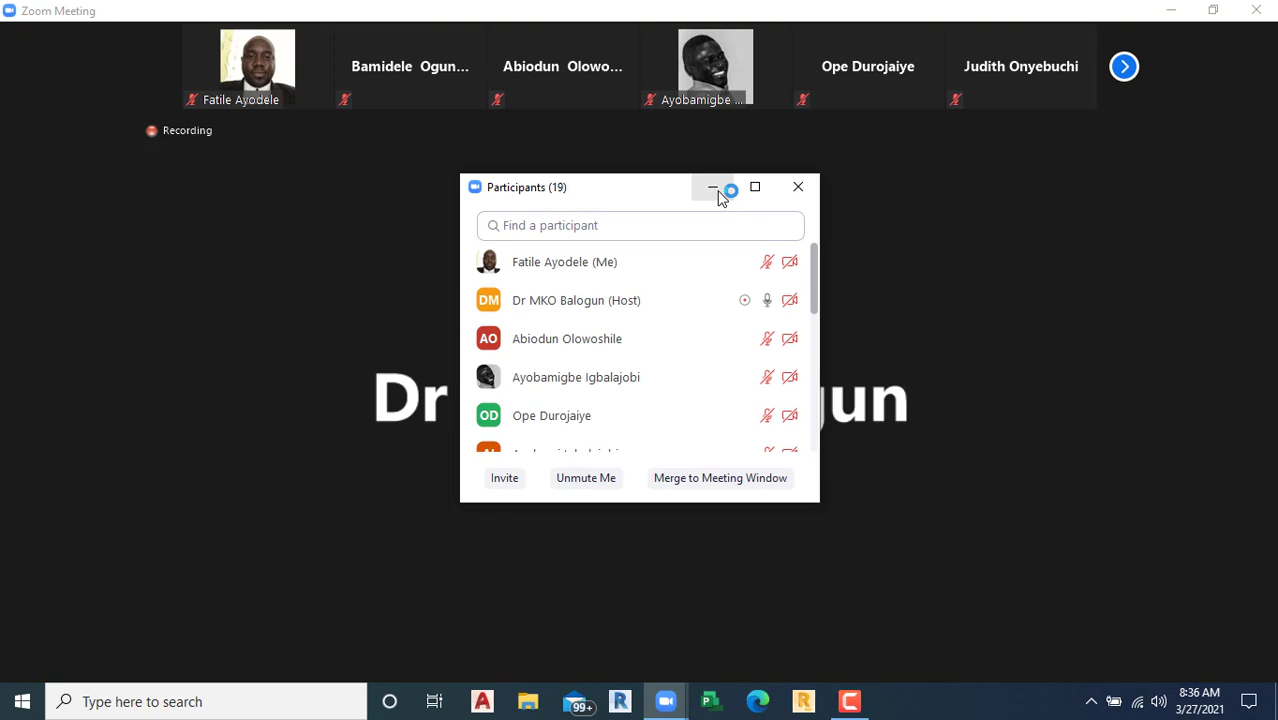 Zoom Meeting
Bamidele Ogun...
Abiodun Olowo...
Ope Durojaiye
Judith Onyebuchi
Fatile Ayodele
Ayobamigbe ...
Recording
Participants (19)
Find a participant
Fatile Ayodele (Me)
DM Dr MKO Balogun (Host)
AO Abiodun Olowoshile
Ayobamigbe Igbalajobi
OD Ope Durojaiye
Dr gun
Invite Unmute Me Merge to Meeting Window
Type here to search
99+
8:36 AM
3/27/2021